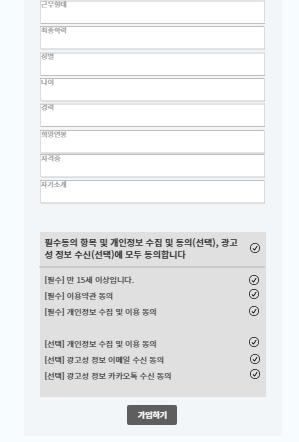 근무형태
최종학력
성별
나이
경력
희망연봉
자격증
자기소개
필수동의 항목 및 개인정보 수집 및 동의(선택), 광고
성 정보 수신(선택)에 모두 동의합니다
[필수] 만 15세 이상입니다.
[필수] 이용약관 동의
[필수] 개인정보 수집 및 이용 동의
[선택] 개인정보 수집 및 이용 동의
[선택] 광고성 정보 이메일 수신 동의
[선택] 광고성 정보 카카오톡 수신 동의
가입하기